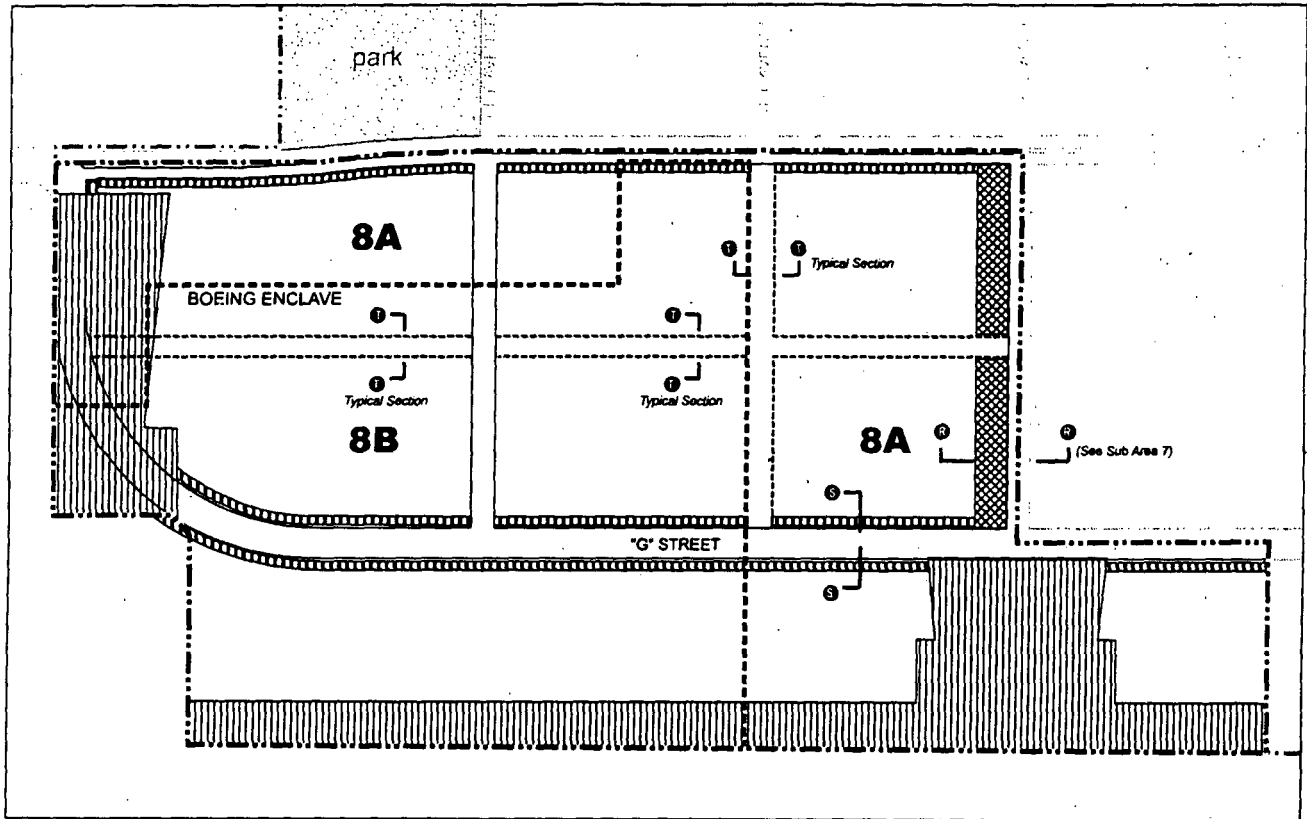 park
8A
T
T
Typical Section
BOEING ENCLAVE
T
T
T
Typical Section
T
Typical Section
8B
8A
R
R
(See Sub Area 7)
S
"G" STREET
S